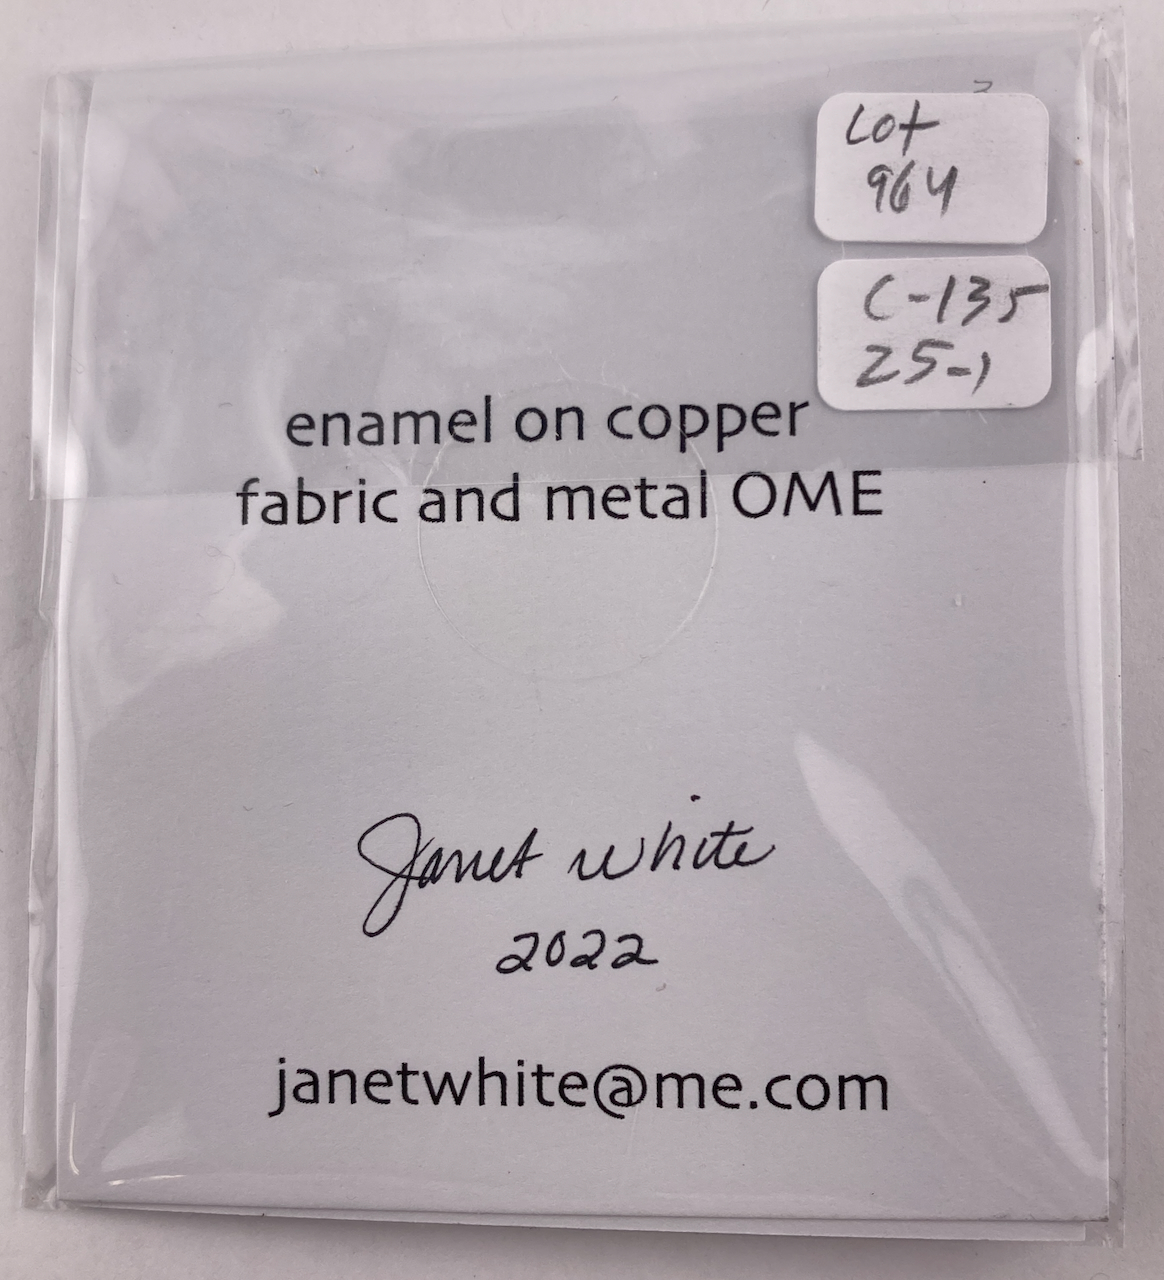 Lot
964
C-135
25-1
enamel on copper
fabric and metal OME
Janet White
2022
janetwhite@me.com